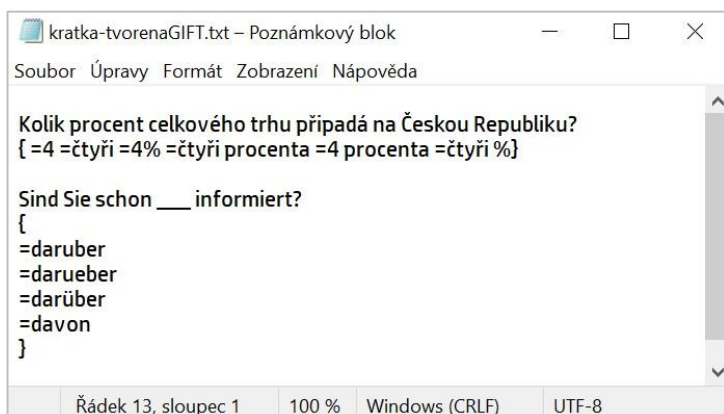 kratka-tvorenaGIFT.txt – Poznámkový blok
Soubor Úpravy Formát Zobrazení Nápověda
Kolik procent celkového trhu připadá na Českou Republiku?
{ =4 =čtyři =4% =čtyři procenta =4 procenta =čtyři %}
Sind Sie schon ___ informiert?
{
=daruber
=darueber
=darüber
=davon
}
Řádek 13, sloupec 1 100 % Windows (CRLF) UTF-8